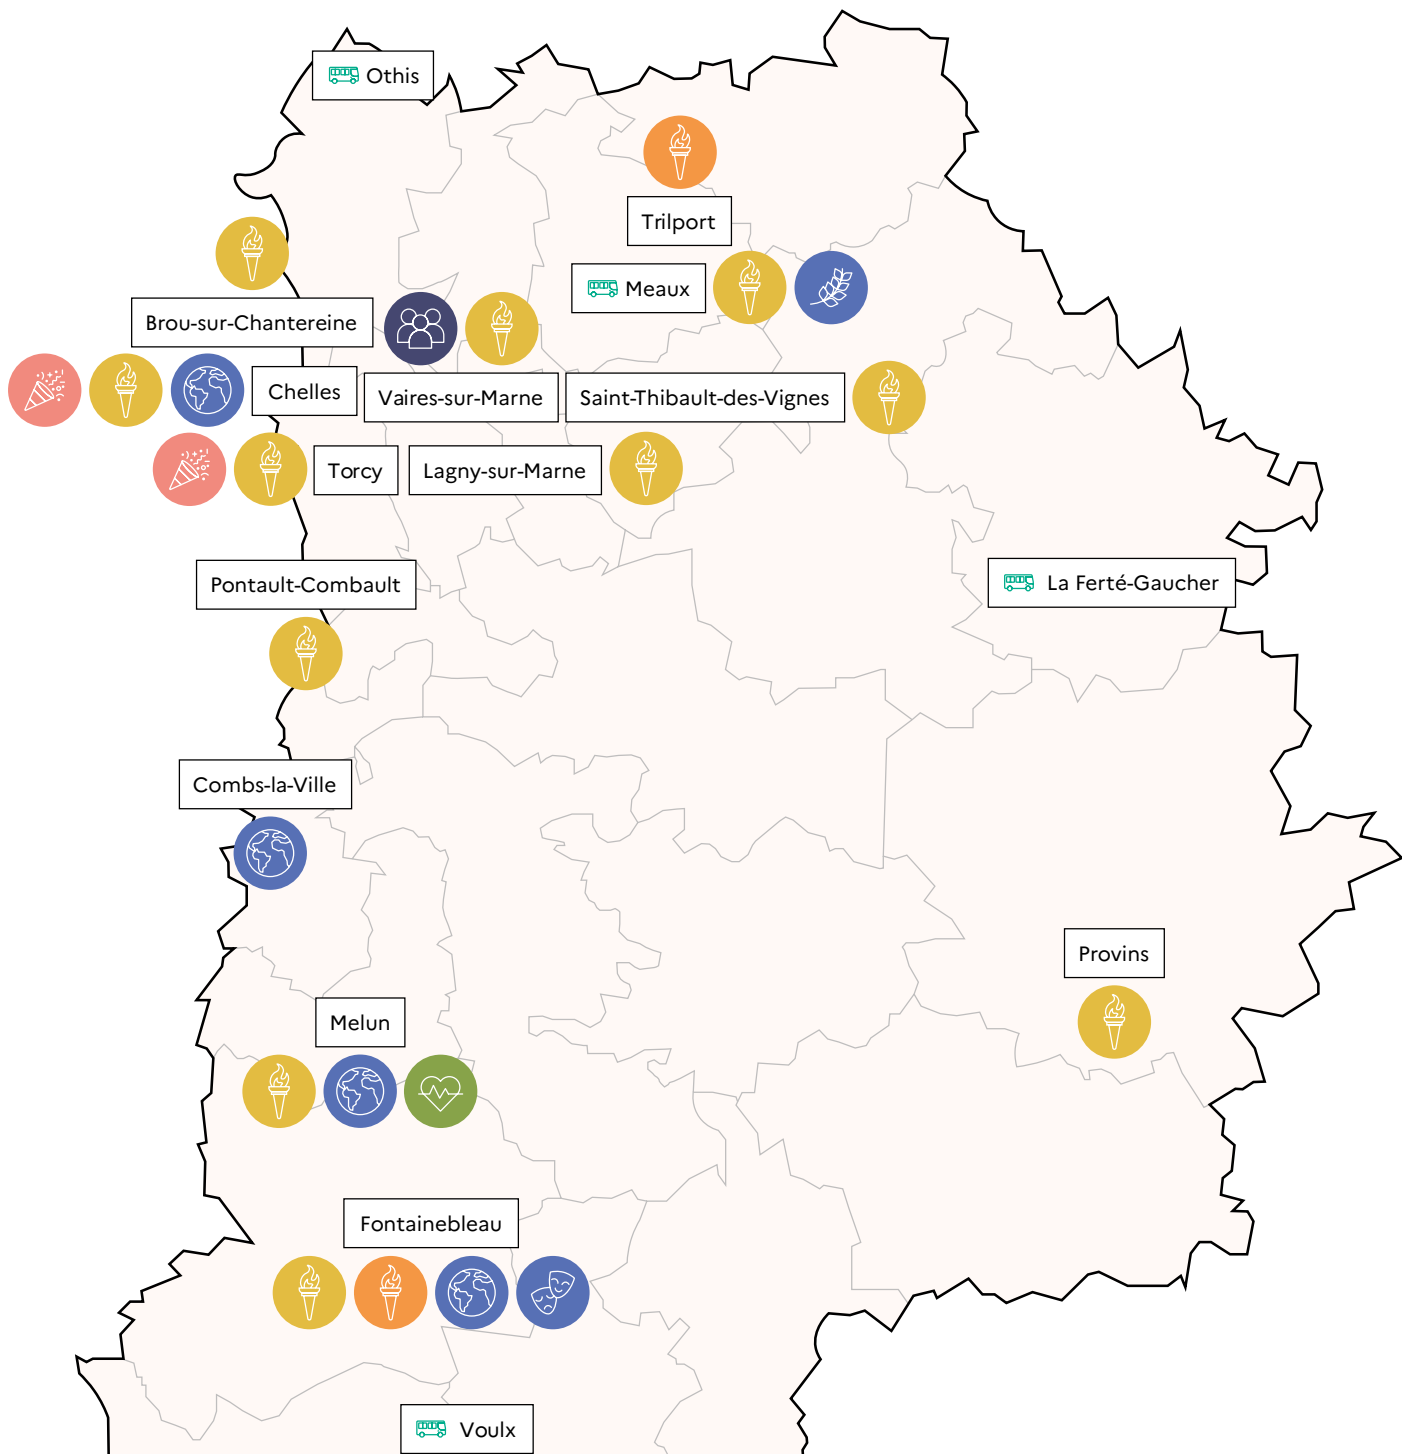 Othis
Trilport
Meaux
Brou-sur-Chantereine
Chelles
Vaires-sur-Marne
Saint-Thibault-des-Vignes
Torcy
Lagny-sur-Marne
Pontault-Combault
La Ferté-Gaucher
Combs-la-Ville
Provins
Melun
Fontainebleau
Voulx